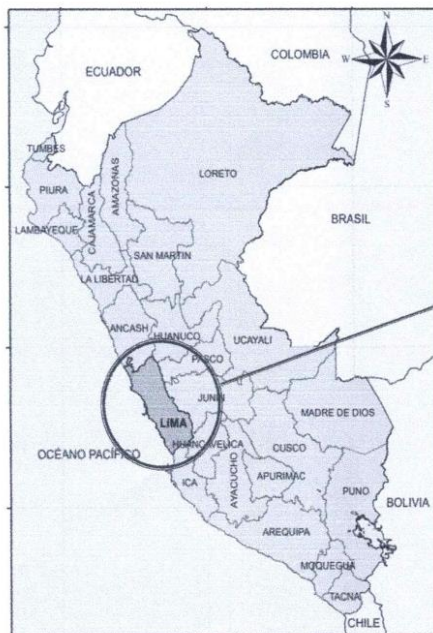 N
COLOMBIA
W E
ECUADOR
S
TUMBES
LORETO
PIURA
AMAZONAS
CAJAMARCA
BRASIL
LAMBAYEQUE
SAN MARTIN
LA LIBERTAD
ANCASH
HUANUCO
UCAYALI
PASCO
JUNIN
MADRE DE DIOS
LIMA
HUANCAVELICA
CUSCO
OCÉANO PACÍFICO
AYACUCHO
APURIMAC
ICA
PUNO
BOLIVIA
AREQUIPA
MOQUEGUA
TACNA
CHILE